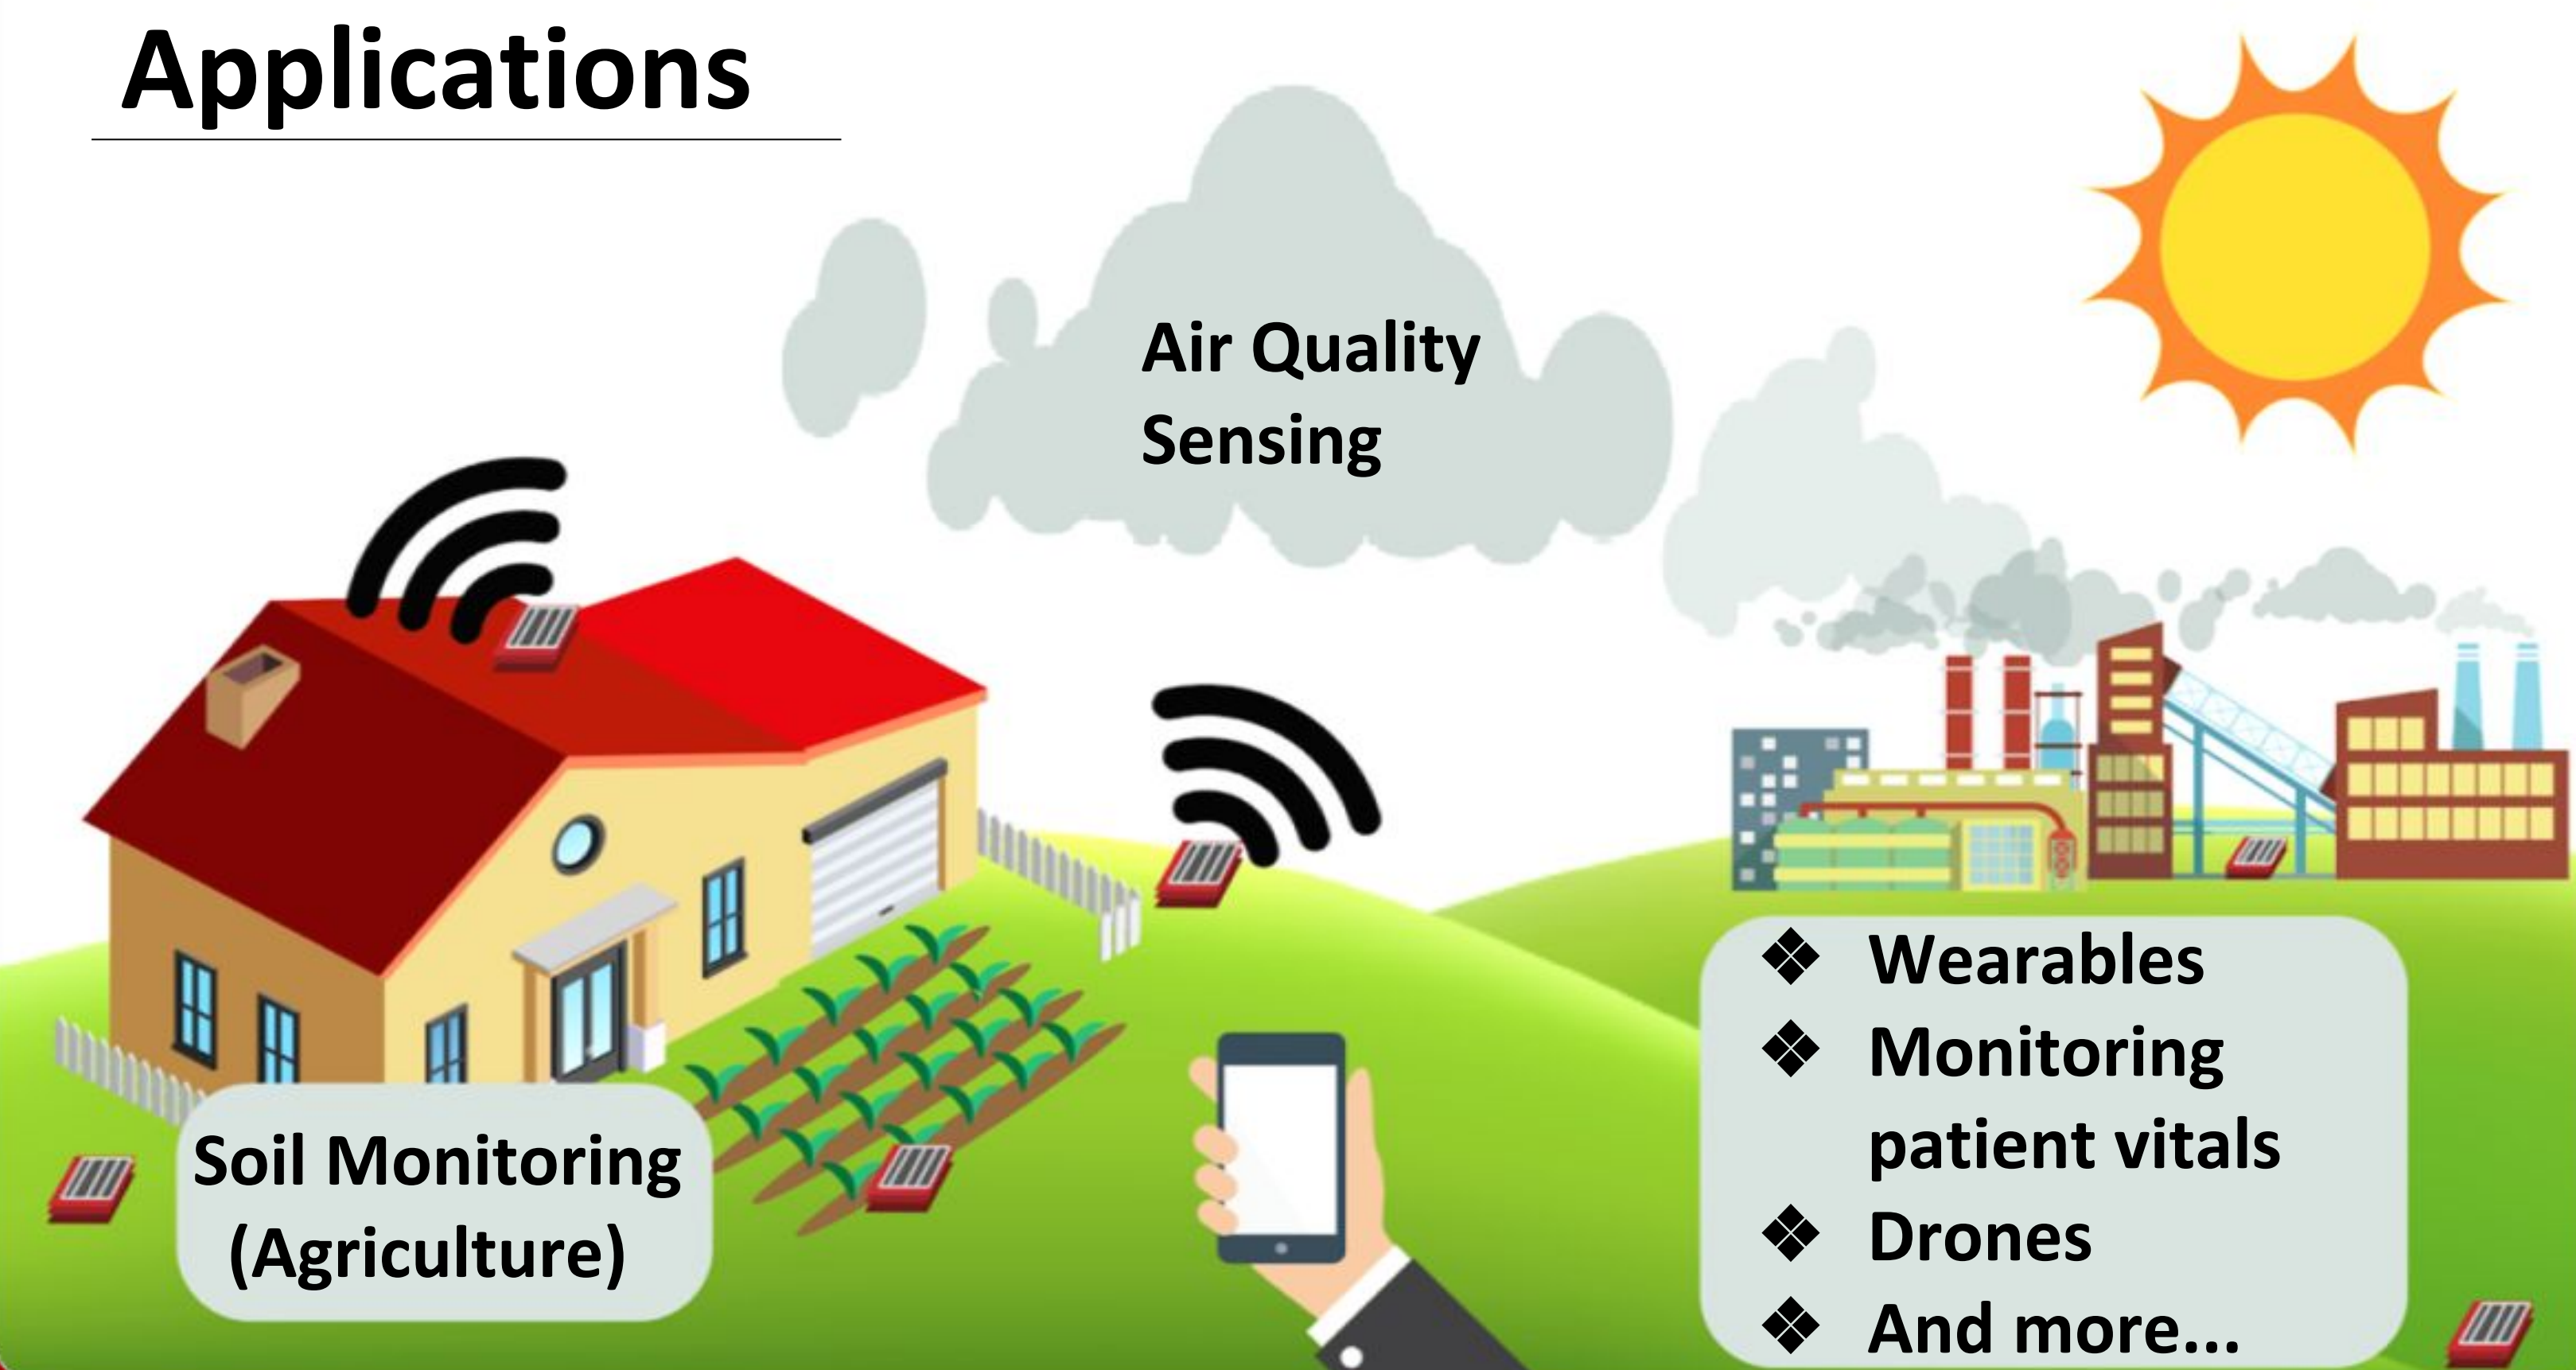 Applications
Air Quality
Sensing
Soil Monitoring
(Agriculture)
❖ Wearables
❖ Monitoring
patient vitals
❖ Drones
❖ And more...